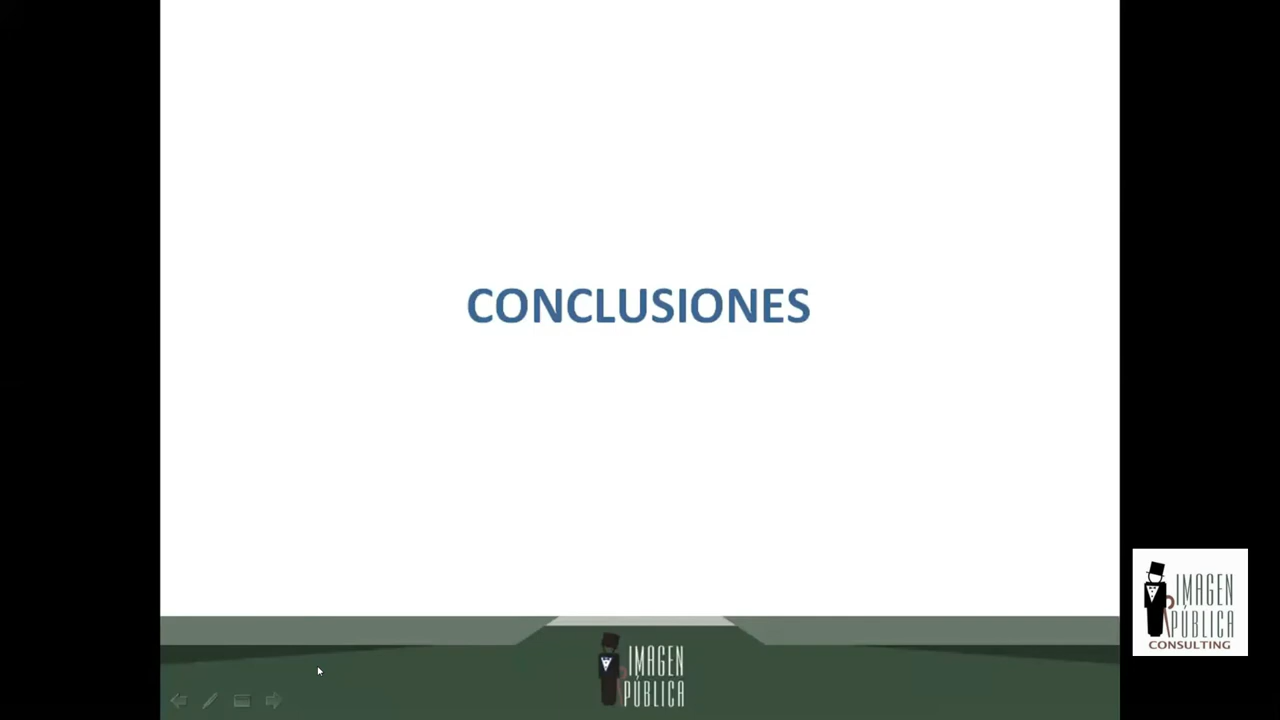 CONCLUSIONES
IMAGEN
PÚBLICA
IMAGEN
PÚBLICA
CONSULTING